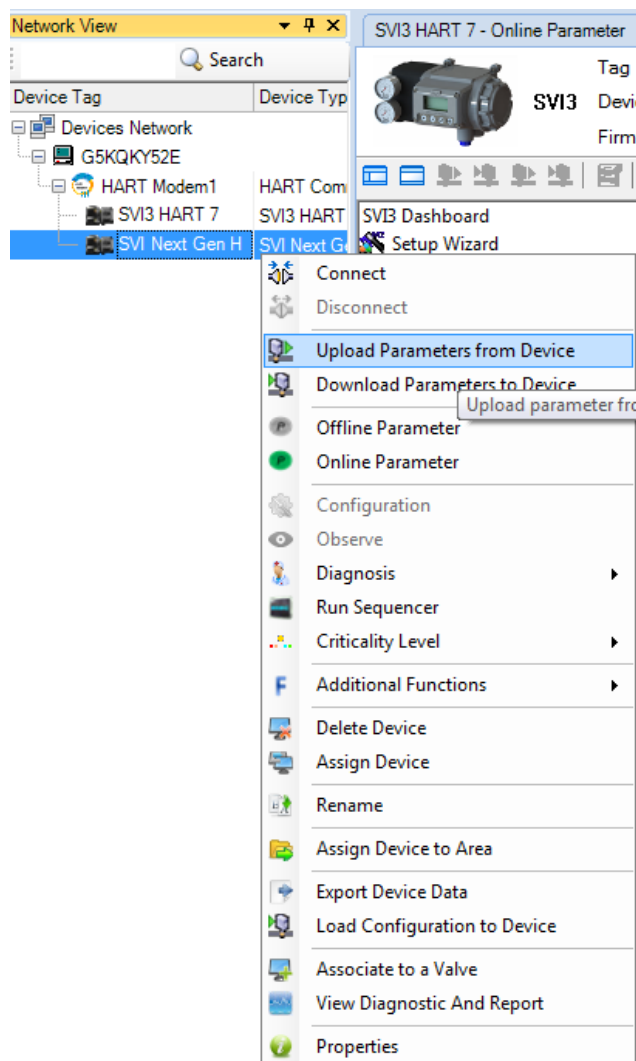 Network View
SVI3 HART 7 - Online Parameter
Search
Tag
Device Tag
Device Typ
SVI3
Devi
Devices Network
Firm
G5KQKY52E
HART Modem1
HART Com
SVI3 HART 7
SVI3 HART
SVI3 Dashboard
SVI Next Gen H
SVI Next Ge
Setup Wizard
Connect
Disconnect
Upload Parameters from Device
Download Parameters to Device
Upload parameter fro
Offline Parameter
Online Parameter
Configuration
Observe
Diagnosis
Run Sequencer
Criticality Level
Additional Functions
Delete Device
Assign Device
Rename
Assign Device to Area
Export Device Data
Load Configuration to Device
Associate to a Valve
View Diagnostic And Report
Properties